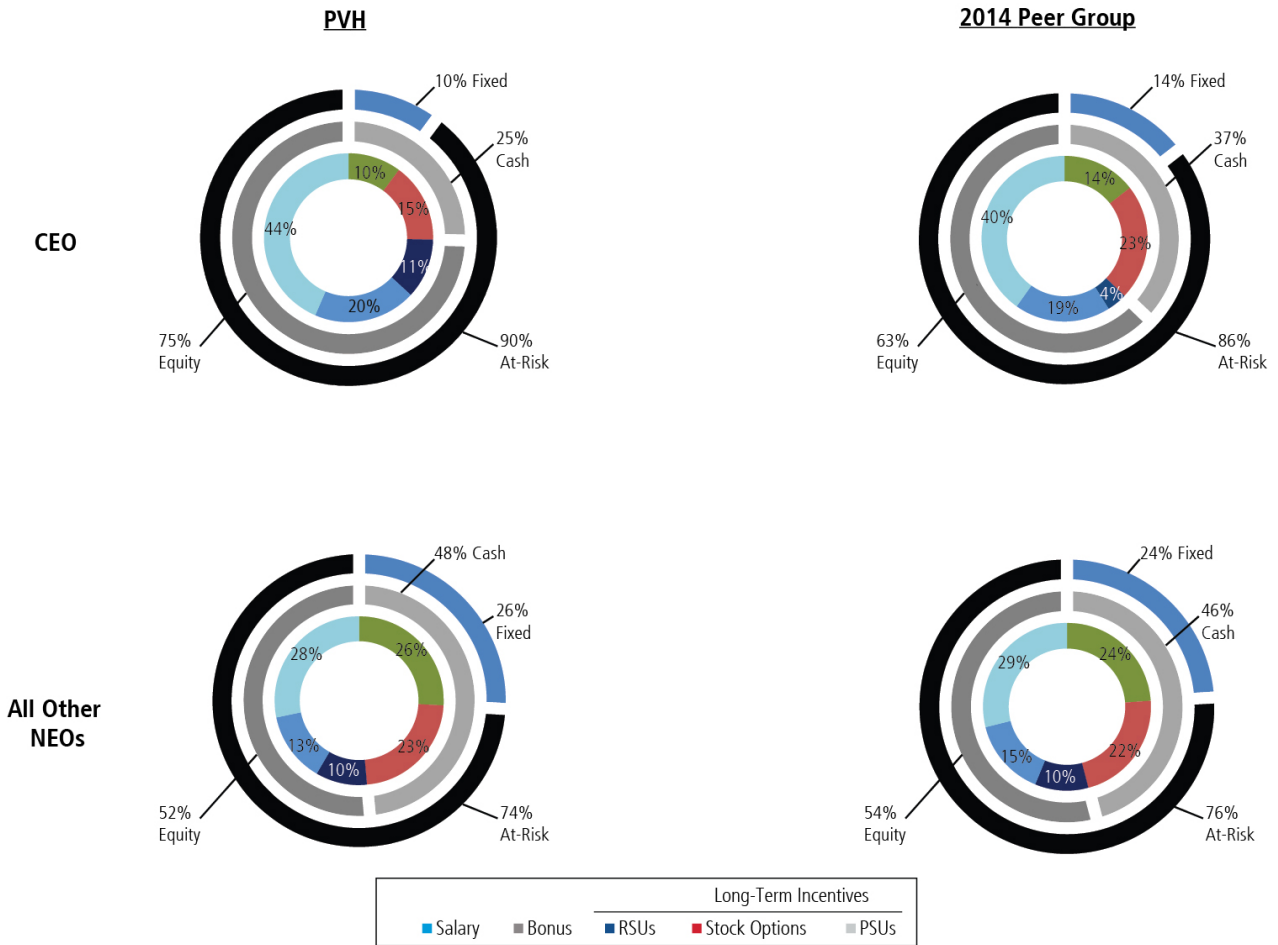 PVH
2014 Peer Group
CEO
10% Fixed
25%
Cash
10%
15%
44%
11%
20%
75%
Equity
90%
At-Risk
14% Fixed
37%
Cash
14%
40%
23%
4%
19%
63%
Equity
86%
At-Risk
All Other
NEOs
48% Cash
26%
Fixed
28%
26%
13%
23%
10%
52%
Equity
74%
At-Risk
24% Fixed
46%
Cash
29%
24%
15%
22%
10%
54%
Equity
76%
At-Risk
Long-Term Incentives
Salary Bonus RSUs Stock Options PSUs